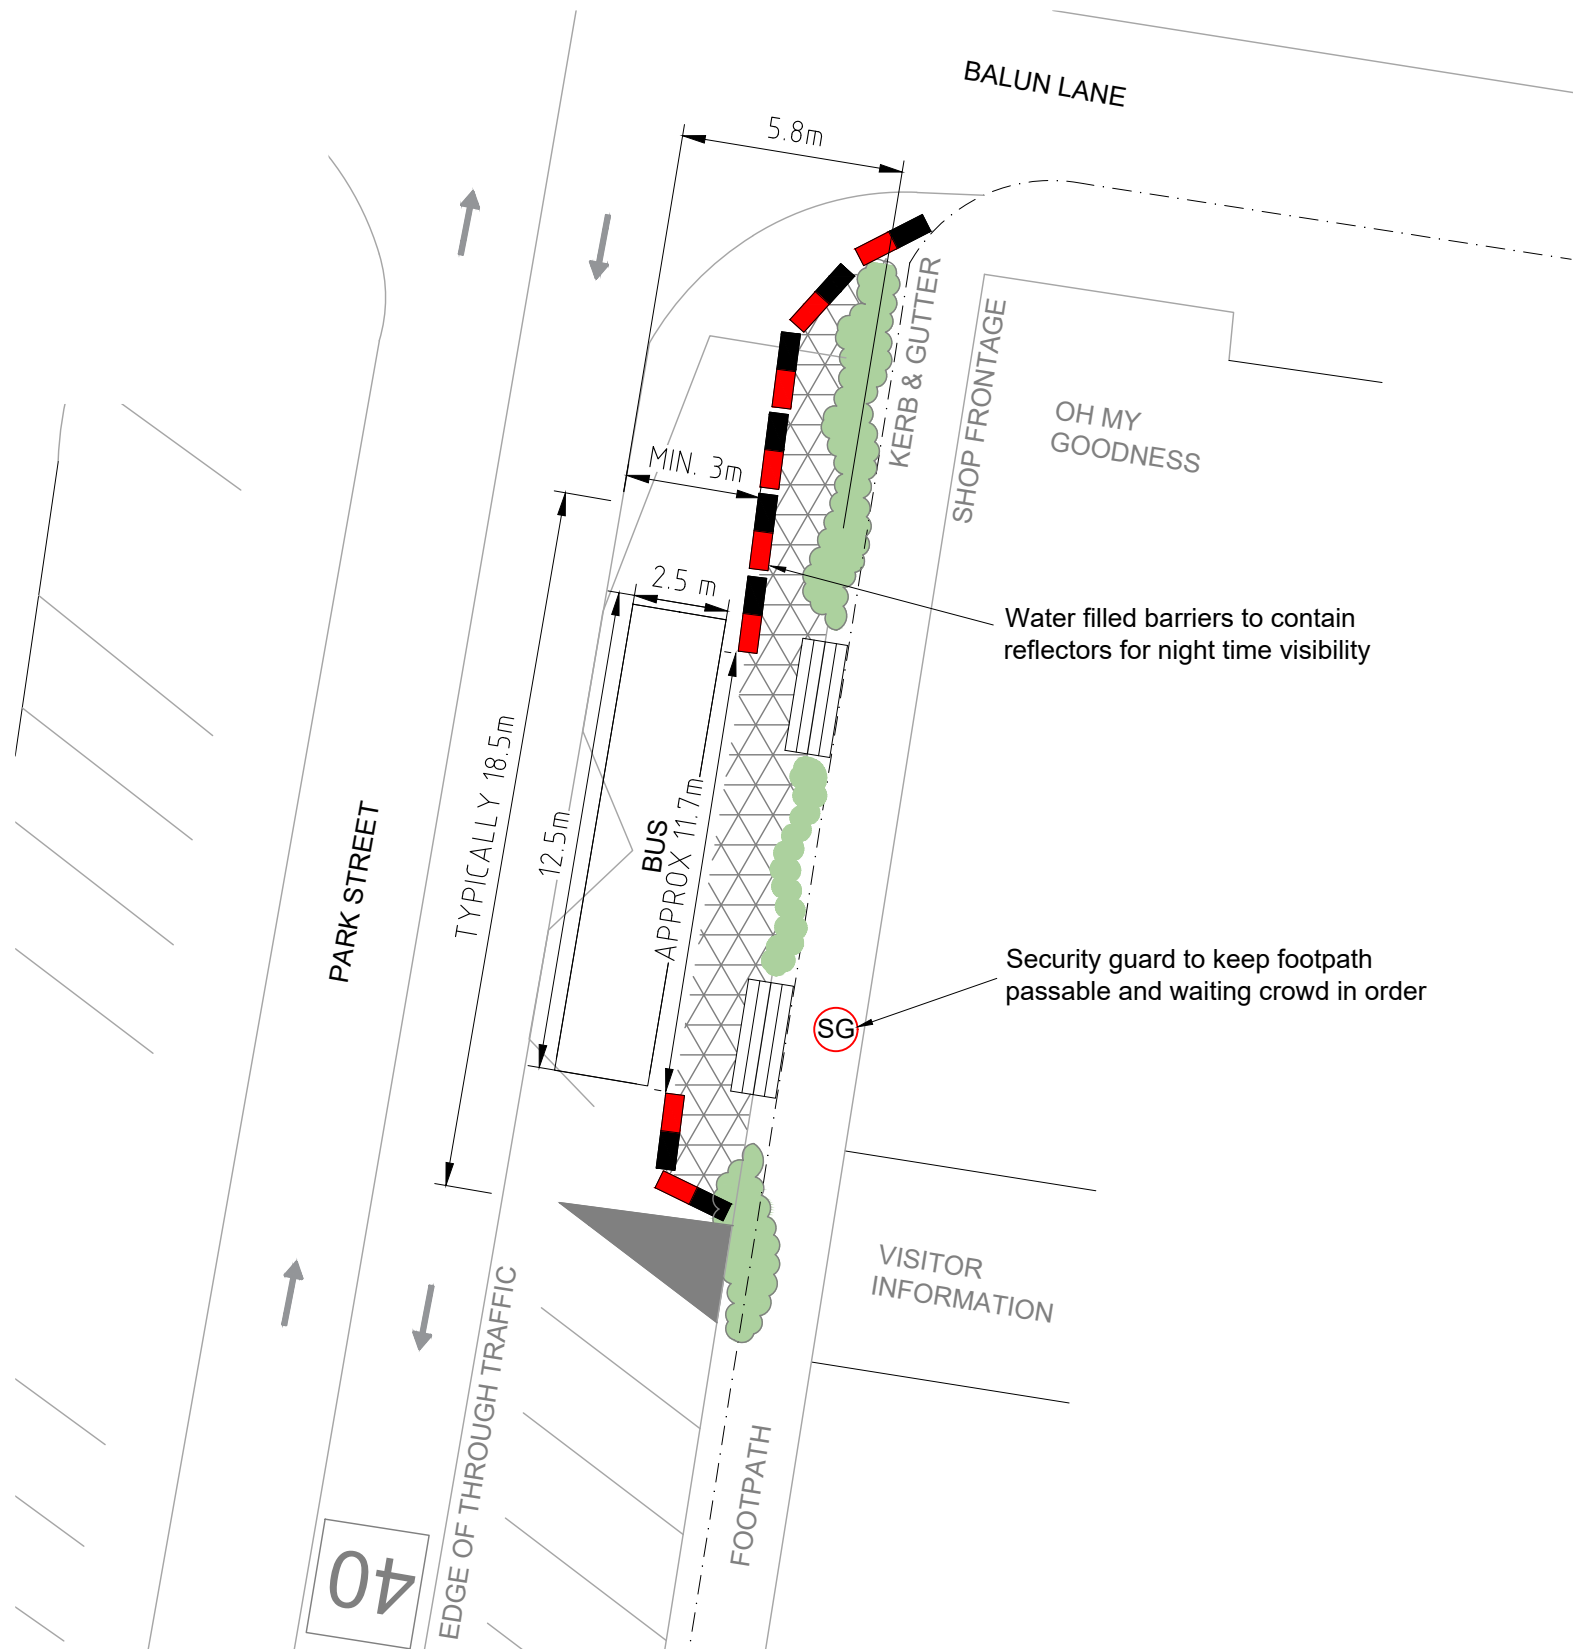 BALUN LANE
5.8m
KERB & GUTTER
SHOP FRONTAGE
OH MY
GOODNESS
MIN. 3m
2.5 m
Water filled barriers to contain
reflectors for night time visibility
TYPICALLY 18.5m
12.5m
BUS
APPROX 11.7m
PARK STREET
Security guard to keep footpath
passable and waiting crowd in order
SG
VISITOR
INFORMATION
EDGE OF THROUGH TRAFFIC
FOOTPATH
40